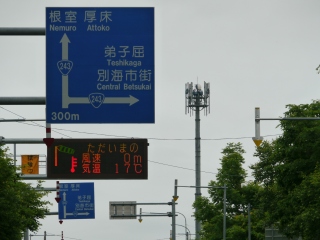 根室 厚床
Nemuro Attoko
弟子屈
Teshikaga
別海市街
Central Betsukai
243
243
300m
ただいまの
風速 0m
気温 17℃